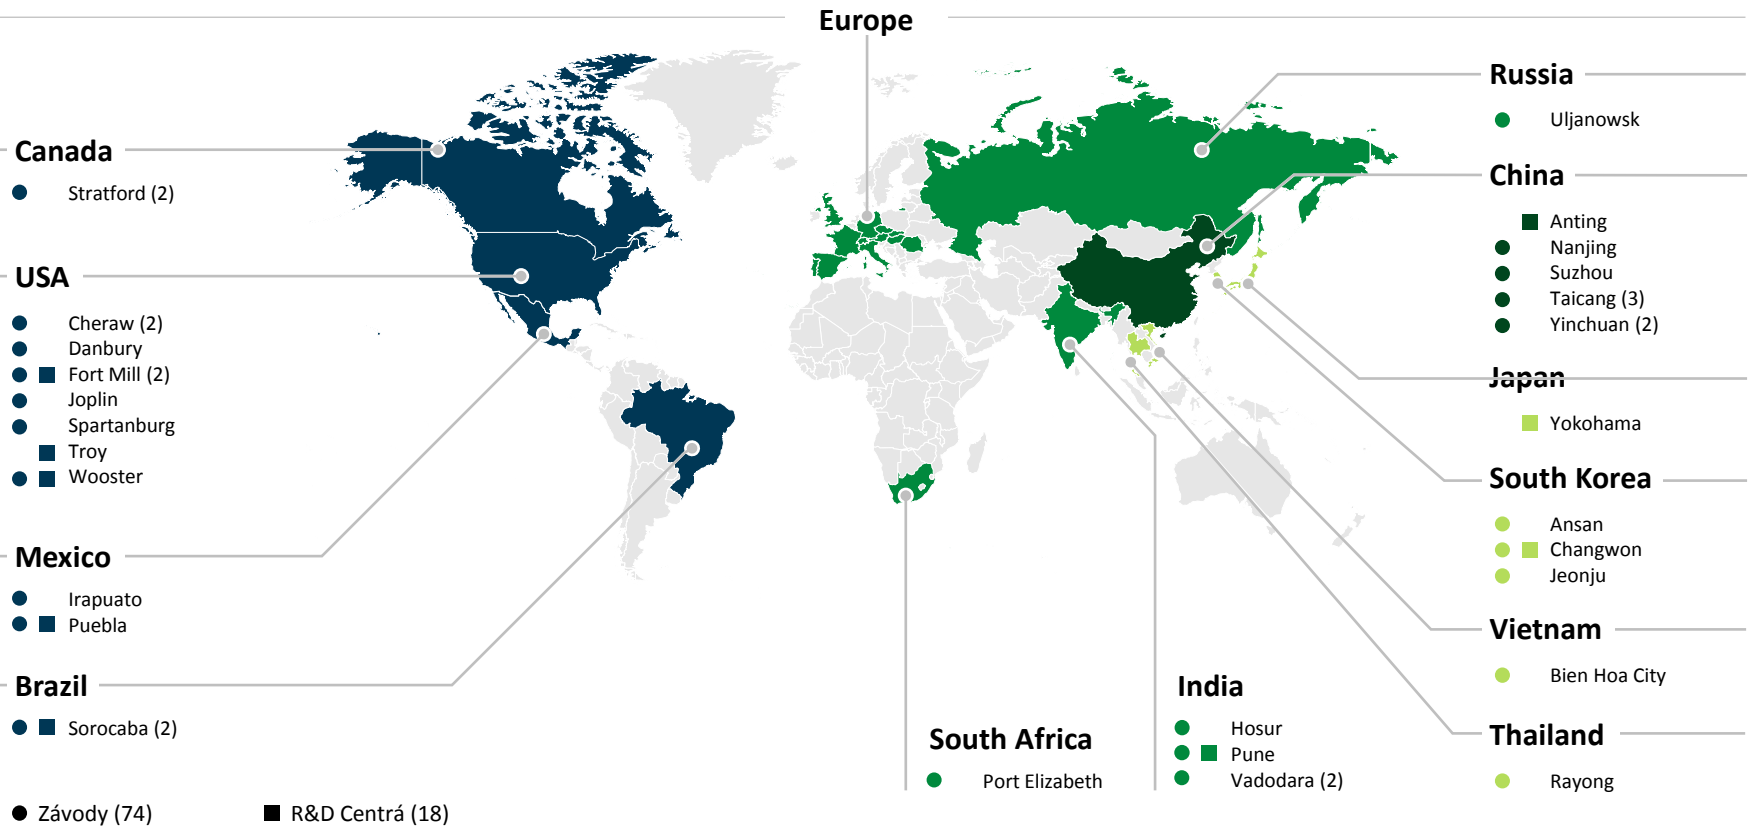 Europe
Canada
Stratford (2)
USA
Cheraw (2)
Danbury
Fort Mill (2)
Joplin
Spartanburg
Troy
Wooster
Mexico
Irapuato
Puebla
Brazil
Sorocaba (2)
Závody (74)
R&D Centrá (18)
South Africa
Port Elizabeth
India
Hosur
Pune
Vadodara (2)
Russia
Uljanowsk
China
Anting
Nanjing
Suzhou
Taicang (3)
Yinchuan (2)
Japan
Yokohama
South Korea
Ansan
Changwon
Jeonju
Vietnam
Bien Hoa City
Thailand
Rayong